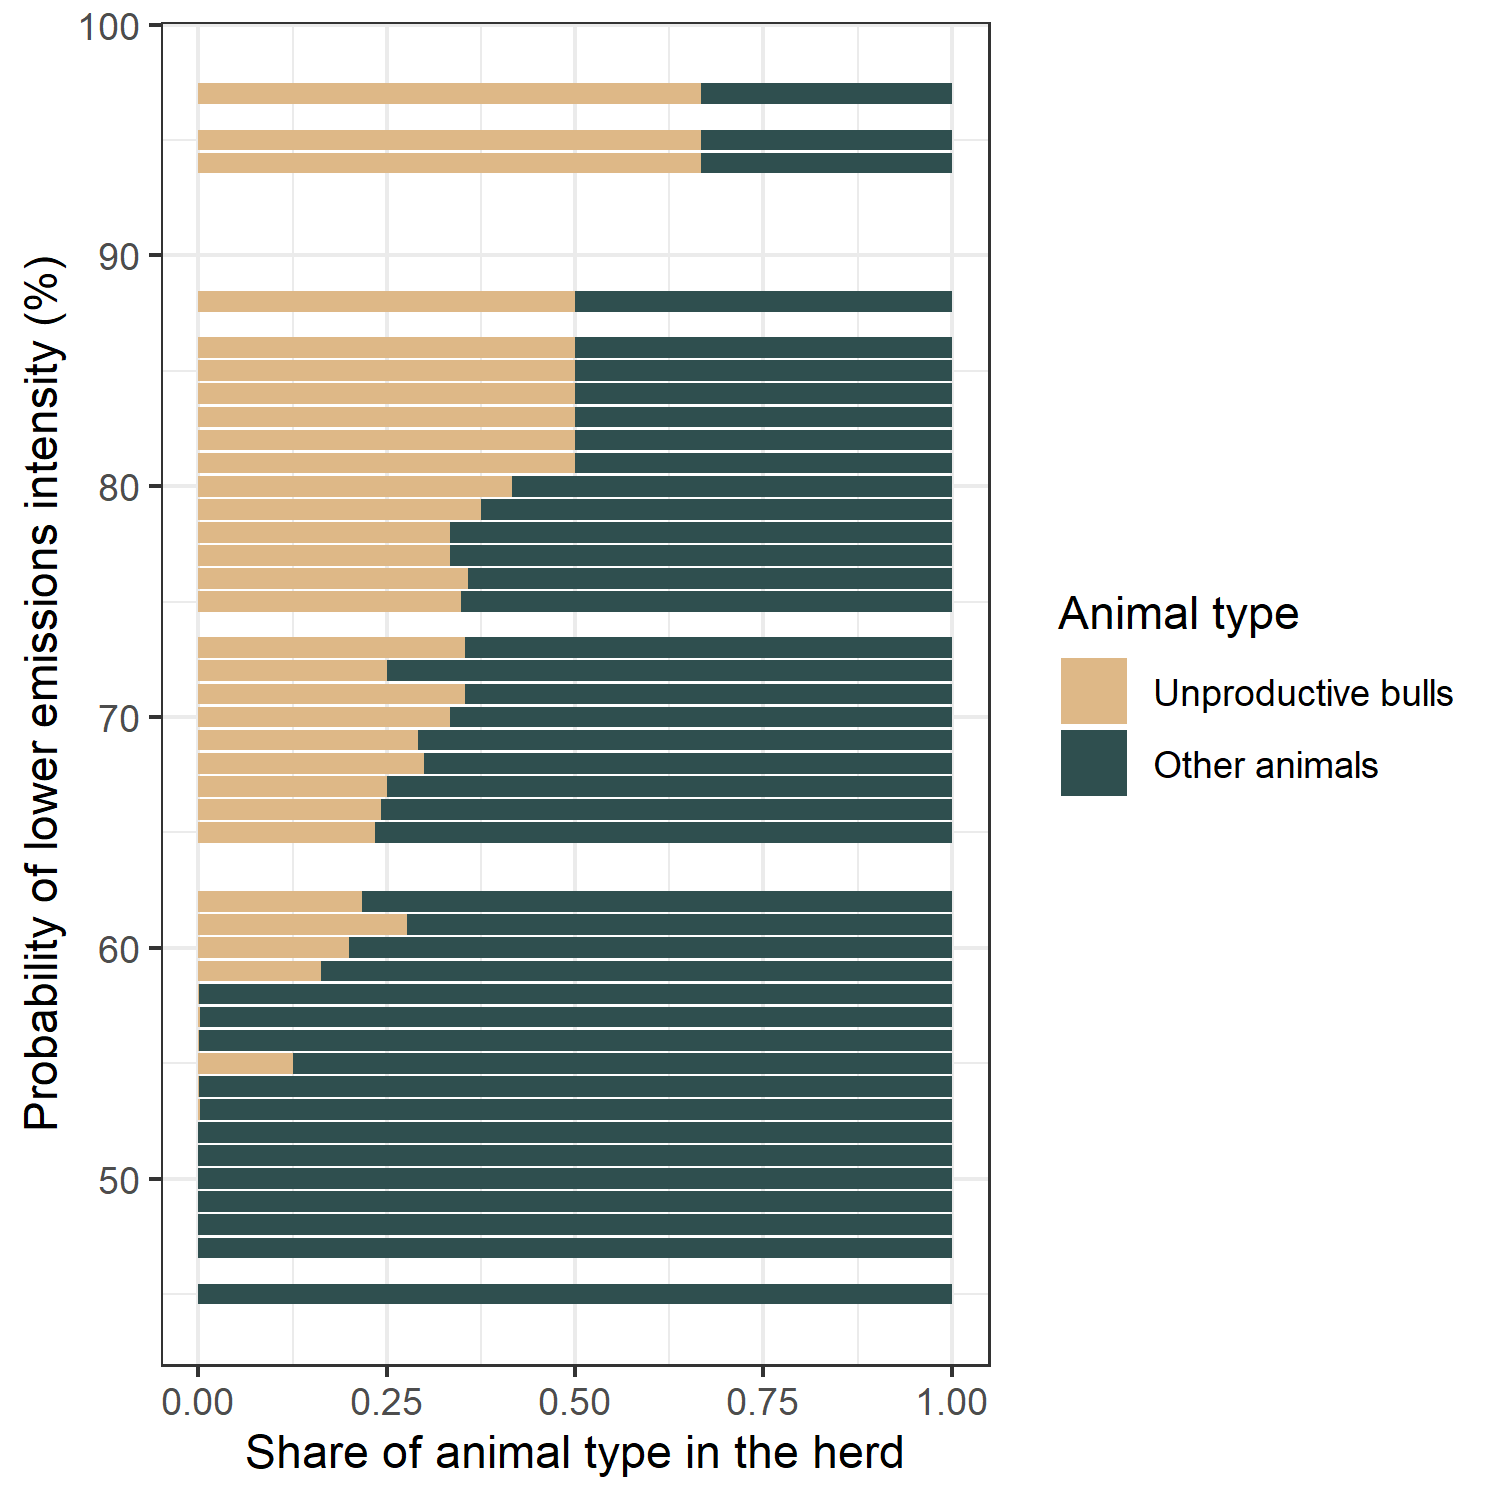 100
90
80
70
60
50
Probability of lower emissions intensity (%)
0.00 0.25 0.50 0.75 1.00
Share of animal type in the herd
Animal type
Unproductive bulls
Other animals